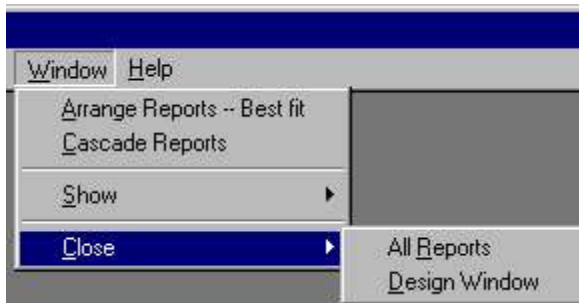 Window Help
Arrange Reports -- Best fit
Cascade Reports
Show
Close
All Reports
Design Window